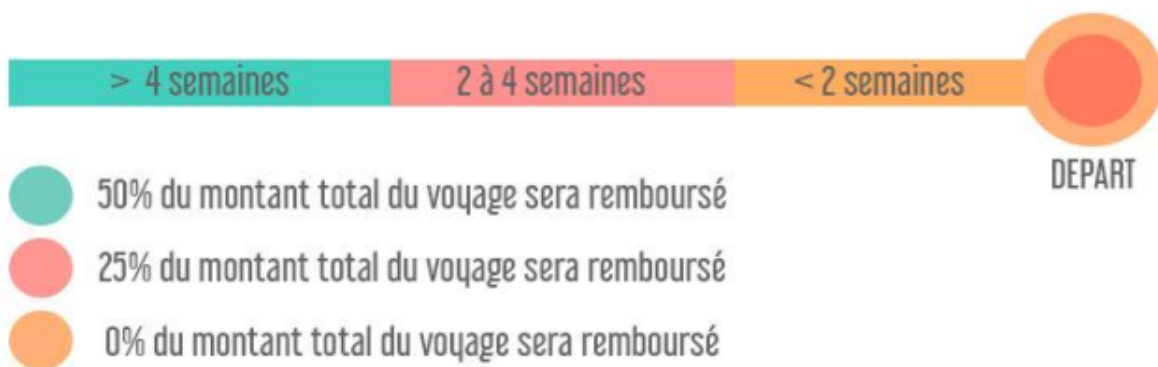 > 4 semaines
2 à 4 semaines
< 2 semaines
DEPART
50% du montant total du voyage sera remboursé
25% du montant total du voyage sera remboursé
0% du montant total du voyage sera remboursé